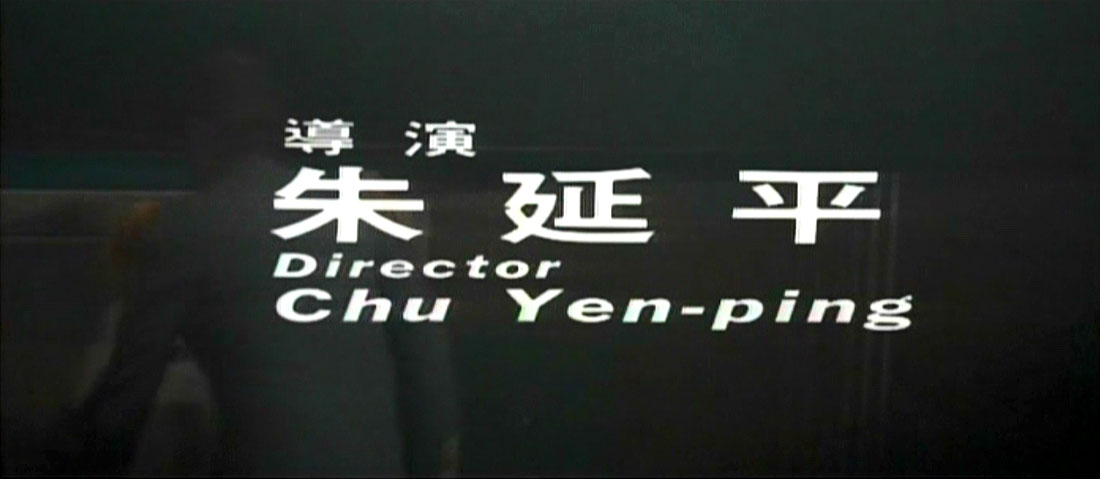 導演
朱延平
Director
Chu Yen-ping